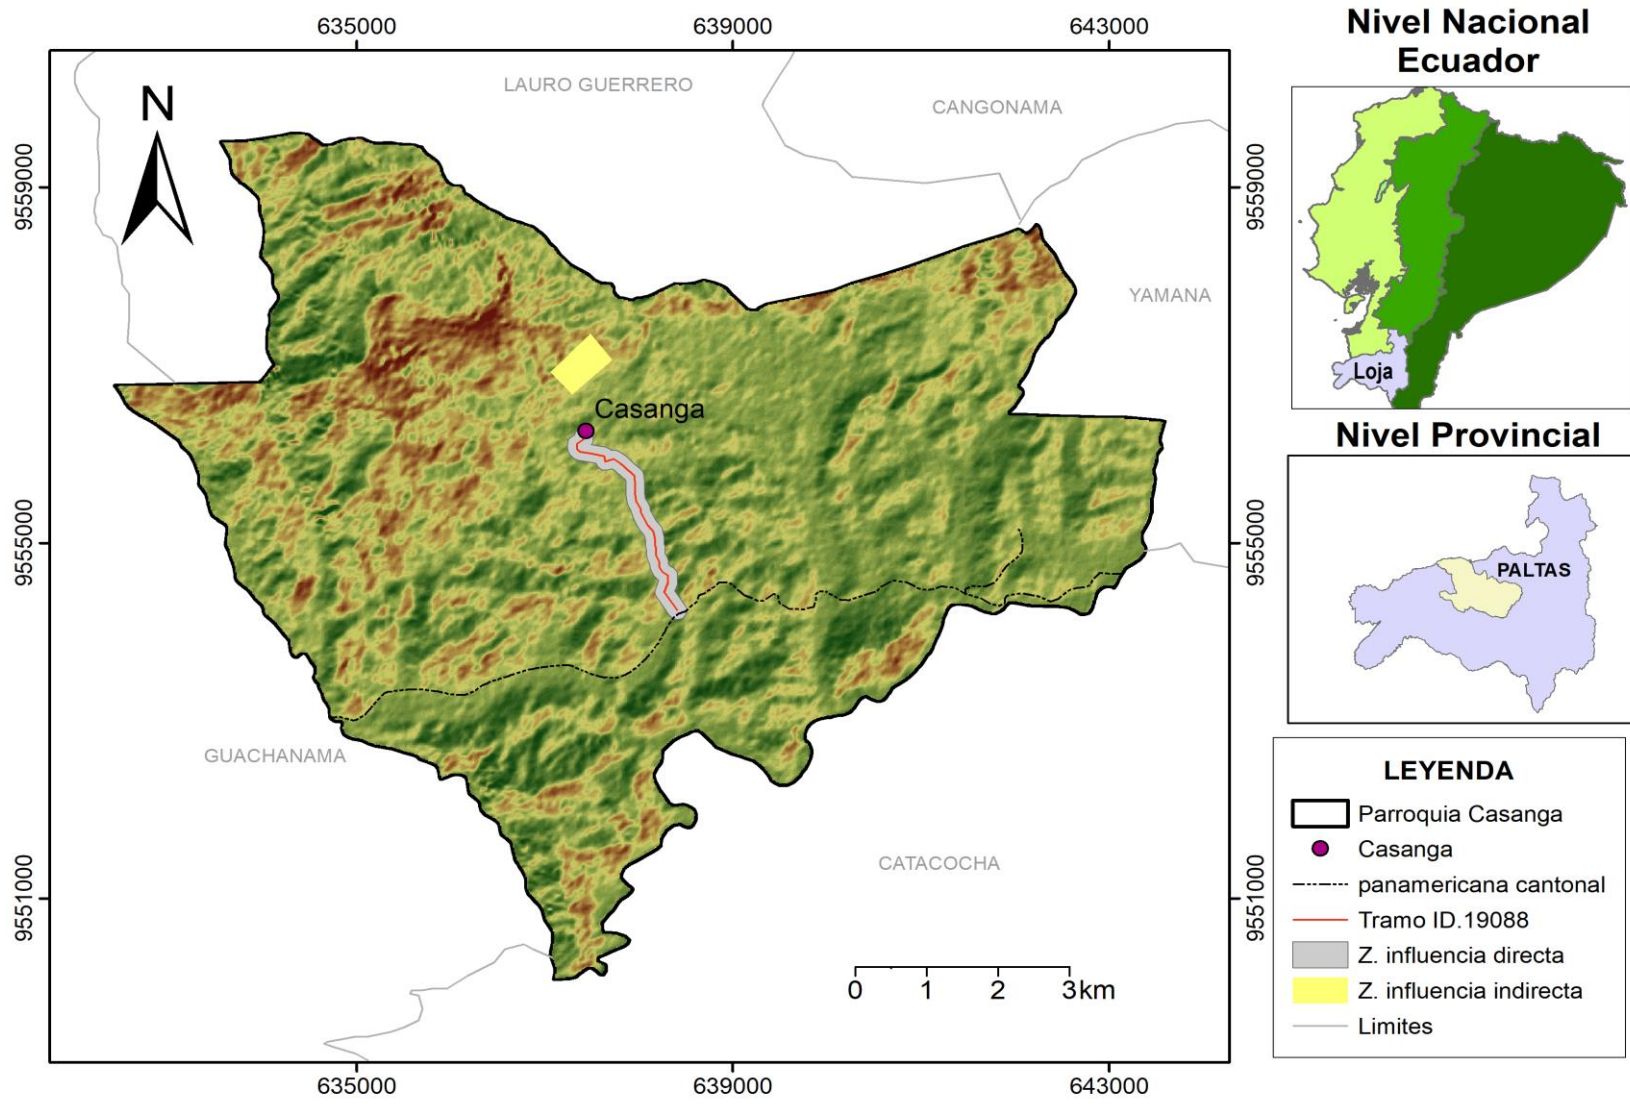 635000
639000
643000
Nivel Nacional
Ecuador
LAURO GUERRERO
CANGONAMA
N
9559000
9559000
YAMANA
Loja
Casanga
Nivel Provincial
9555000
9555000
PALTAS
GUACHANAMA
CATACOCHA
9551000
9551000
0 1 2 3km
LEYENDA
Parroquia Casanga
Casanga
panamericana cantonal
Tramo ID.19088
Z. influencia directa
Z. influencia indirecta
Limites
635000
639000
643000